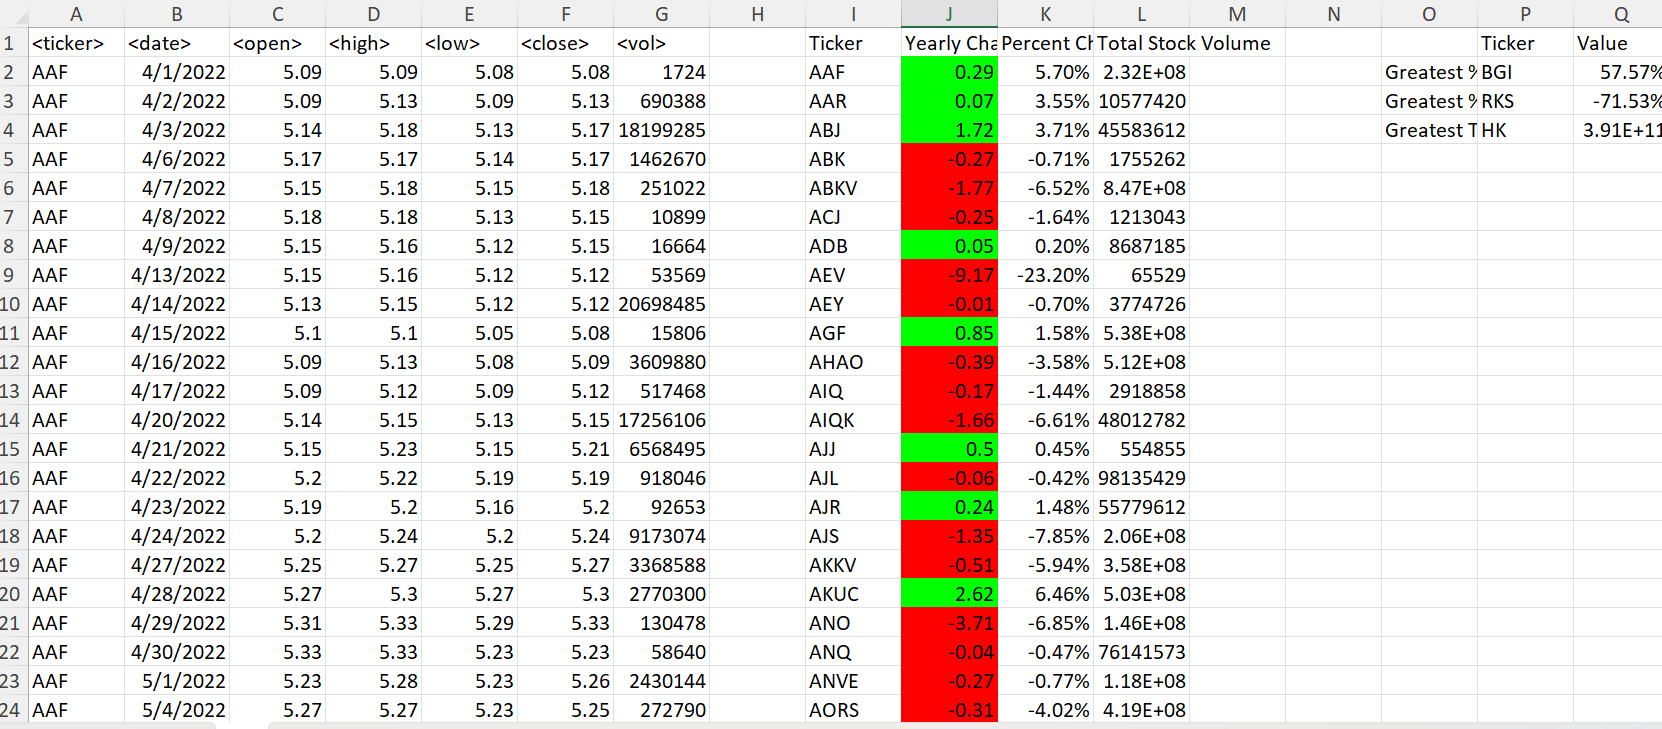 A B C D E F G H I J K L M N O P Q
1 <ticker> <date> <open> <high> <low> <close> <vol> Ticker Yearly Cha Percent Ch Total Stock Volume Ticker Value
2 AAF 4/1/2022 5.09 5.09 5.08 5.08 1724 AAF 0.29 5.70% 2.32E+08 Greatest % BGI 57.57%
3 AAF 4/2/2022 5.09 5.13 5.09 5.13 690388 AAR 0.07 3.55% 10577420 Greatest % RKS -71.53%
4 AAF 4/3/2022 5.14 5.18 5.13 5.17 18199285 ABJ 1.72 3.71% 45583612 Greatest T HK 3.91E+11
5 AAF 4/6/2022 5.17 5.17 5.14 5.17 1462670 ABK -0.27 -0.71% 1755262
6 AAF 4/7/2022 5.15 5.18 5.15 5.18 251022 ABKV -1.77 -6.52% 8.47E+08
7 AAF 4/8/2022 5.18 5.18 5.13 5.15 10899 ACJ -0.25 -1.64% 1213043
8 AAF 4/9/2022 5.15 5.16 5.12 5.15 16664 ADB 0.05 0.20% 8687185
9 AAF 4/13/2022 5.15 5.16 5.12 5.12 53569 AEV -9.17 -23.20% 65529
10 AAF 4/14/2022 5.13 5.15 5.12 5.12 20698485 AEY -0.01 -0.70% 3774726
11 AAF 4/15/2022 5.1 5.1 5.05 5.08 15806 AGF 0.85 1.58% 5.38E+08
12 AAF 4/16/2022 5.09 5.13 5.08 5.09 3609880 AHAO -0.39 -3.58% 5.12E+08
13 AAF 4/17/2022 5.09 5.12 5.09 5.12 517468 AIQ -0.17 -1.44% 2918858
14 AAF 4/20/2022 5.14 5.15 5.13 5.15 17256106 AIQK -1.66 -6.61% 48012782
15 AAF 4/21/2022 5.15 5.23 5.15 5.21 6568495 AJJ 0.5 0.45% 554855
16 AAF 4/22/2022 5.2 5.22 5.19 5.19 918046 AJL -0.06 -0.42% 98135429
17 AAF 4/23/2022 5.19 5.2 5.16 5.2 92653 AJR 0.24 1.48% 55779612
18 AAF 4/24/2022 5.2 5.24 5.2 5.24 9173074 AJS -1.35 -7.85% 2.06E+08
19 AAF 4/27/2022 5.25 5.27 5.25 5.27 3368588 AKKV -0.51 -5.94% 3.58E+08
20 AAF 4/28/2022 5.27 5.3 5.27 5.3 2770300 AKUC 2.62 6.46% 5.03E+08
21 AAF 4/29/2022 5.31 5.33 5.29 5.33 130478 ANO -3.71 -6.85% 1.46E+08
22 AAF 4/30/2022 5.33 5.33 5.23 5.23 58640 ANQ -0.04 -0.47% 76141573
23 AAF 5/1/2022 5.23 5.28 5.23 5.26 2430144 ANVE -0.27 -0.77% 1.18E+08
24 AAF 5/4/2022 5.27 5.27 5.23 5.25 272790 AORS -0.31 -4.02% 4.19E+08